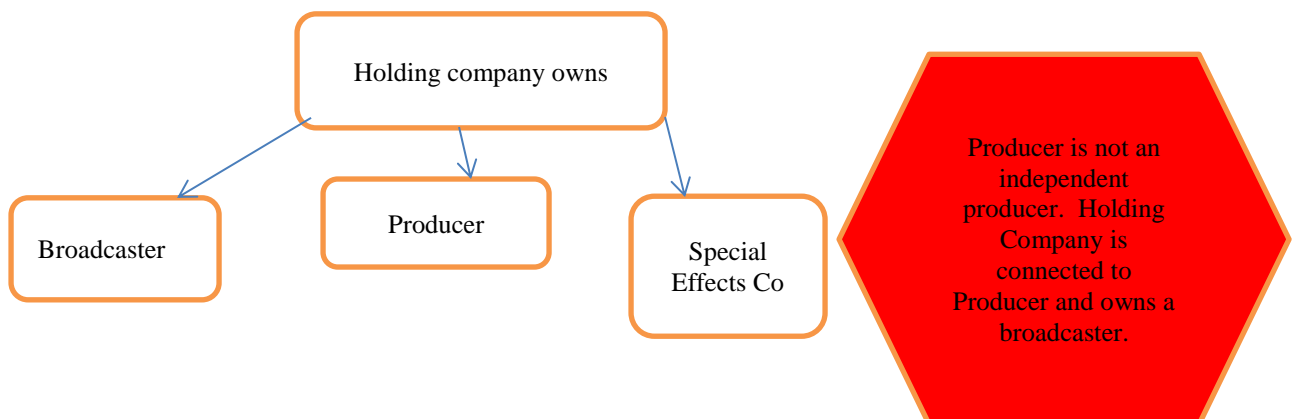 Holding company owns
Broadcaster
Producer
Special
Effects Co
Producer is not an
independent
producer.  Holding
Company is
connected to
Producer and owns a
broadcaster.